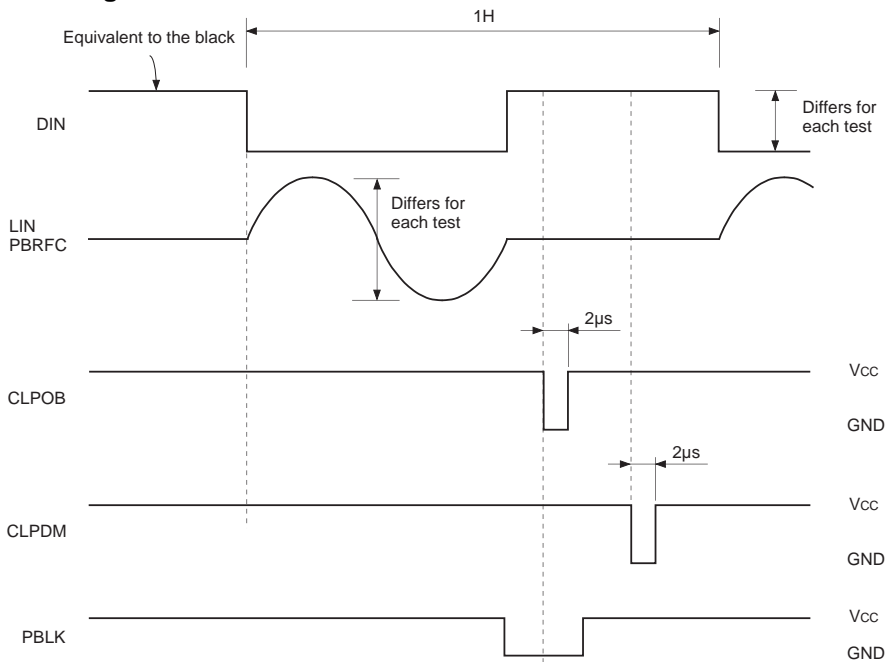 1H
Equivalent to the black
DIN
Differs for
each test
Differs for
each test
LIN
PBRFC
2μs
CLPOB
Vcc
GND
2μs
CLPDM
Vcc
GND
PBLK
Vcc
GND